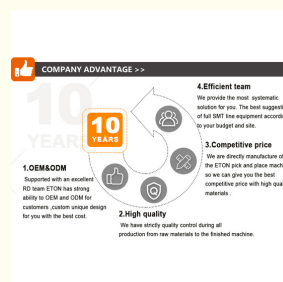 COMPANY ADVANTAGE >>
10
YEARS
10
YEARS
4.Efficient team
We provide the most systematic
solution for you. The best suggesti
of full SMT line equipment accordi
to your budget and site.
3.Competitive price
We are directly manufacture of
the ETON pick and place mach
so we can give you the best
competitive price with high qual
materials .
1.OEM&ODM
Supported with an excellent
RD team ETON has strong
ability to OEM and ODM for
customers ,custom unique design
for you with the best cost.
2.High quality
We have strictly quality control during all
production from raw materials to the finished machine.